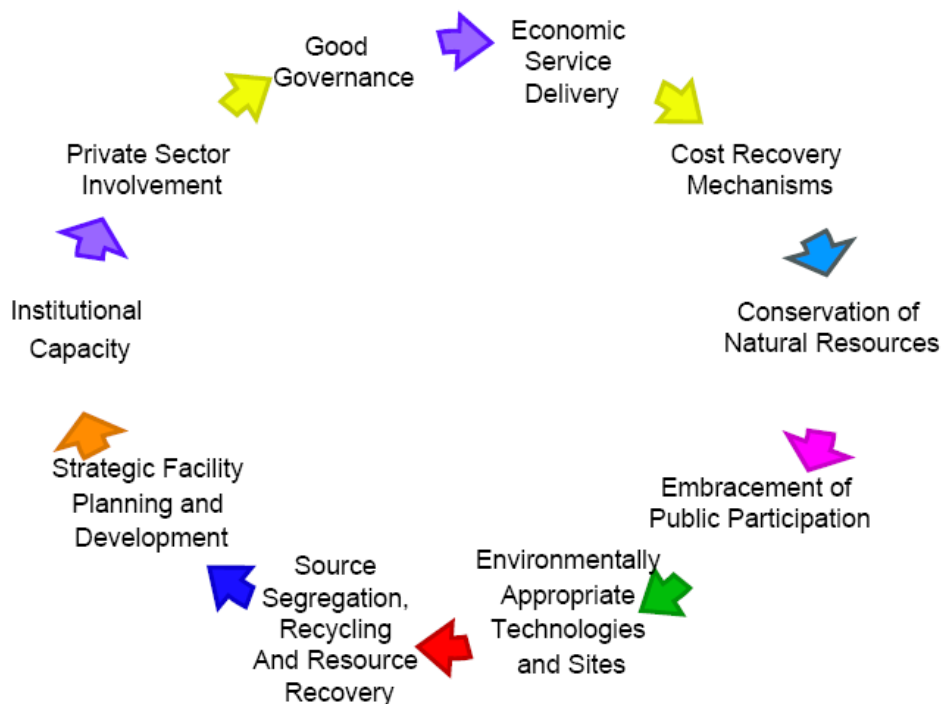 Good
Governance
Economic
Service
Delivery
Cost Recovery
Mechanisms
Conservation of
Natural Resources
Embracement of
Public Participation
Environmentally
Appropriate
Technologies
and Sites
Source
Segregation,
Recycling
And Resource
Recovery
Strategic Facility
Planning and
Development
Institutional
Capacity
Private Sector
Involvement